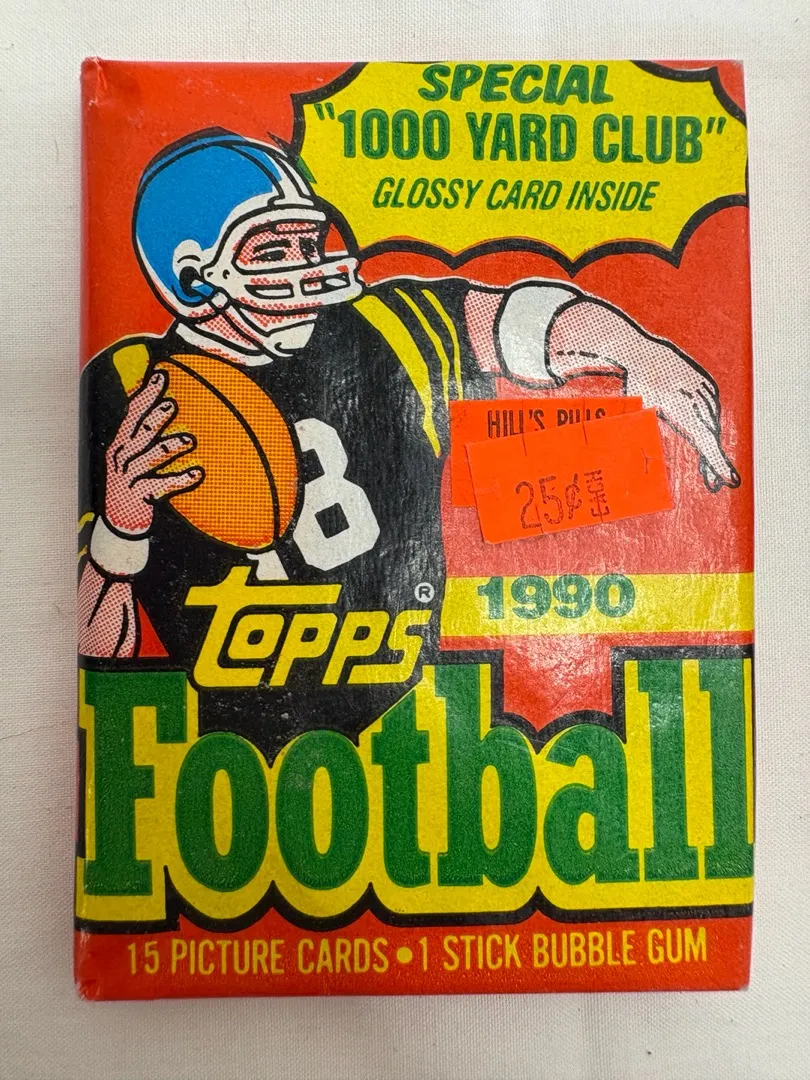 SPECIAL
"1000 YARD CLUB"
GLOSSY CARD INSIDE
8
HILL'S
25¢
topps®
1990
Football
15 PICTURE CARDS • 1 STICK BUBBLE GUM